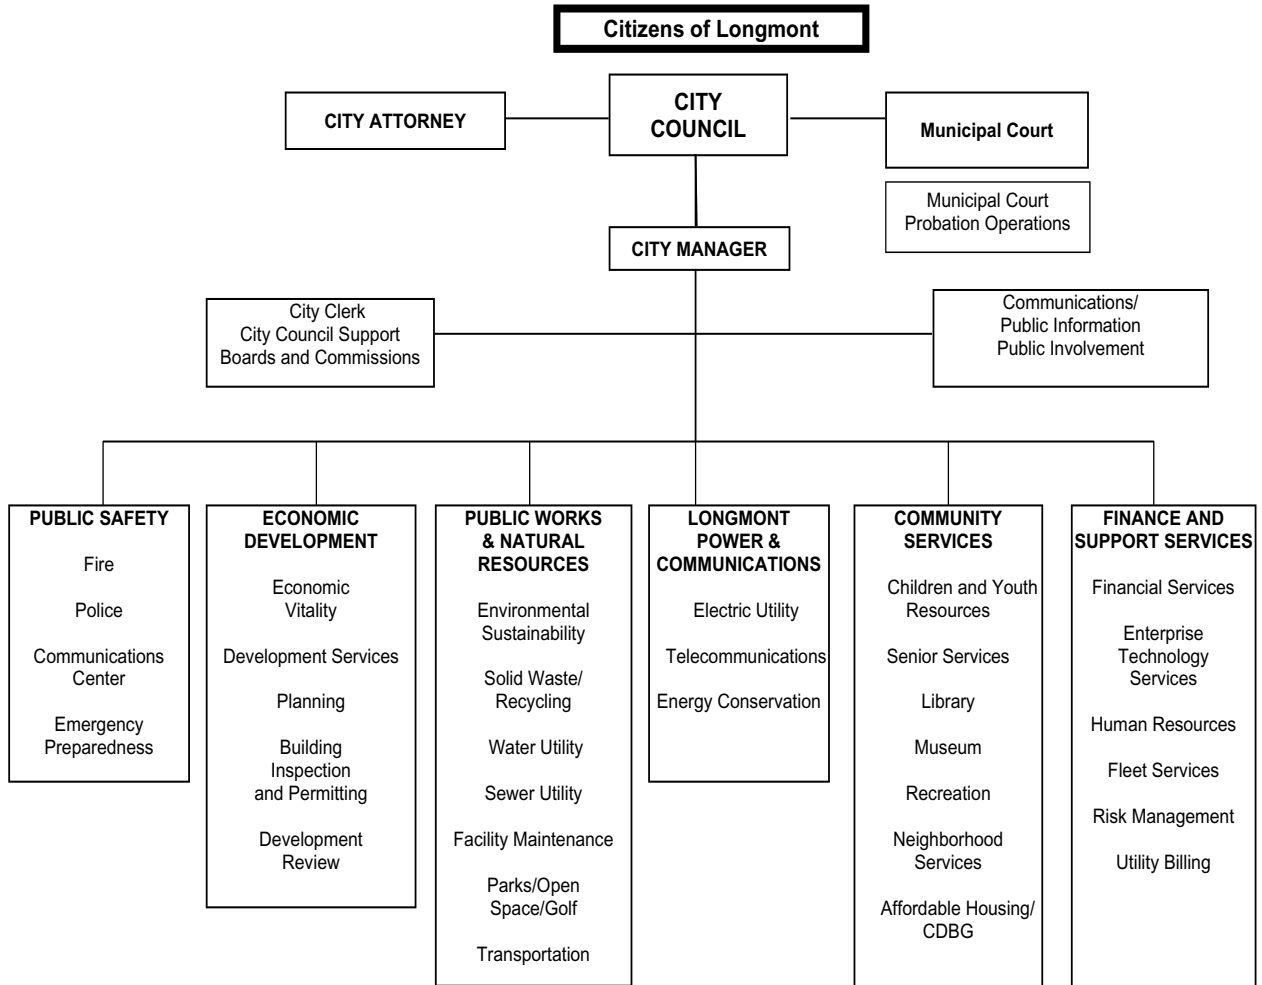 Citizens of Longmont
CITY ATTORNEY
CITY
COUNCIL
Municipal Court
Municipal Court
Probation Operations
CITY MANAGER
City Clerk
City Council Support
Boards and Commissions
Communications/
Public Information
Public Involvement
PUBLIC SAFETY
Fire
Police
Communications
Center
Emergency
Preparedness
ECONOMIC
DEVELOPMENT
Economic
Vitality
Development Services
Planning
Building
Inspection
and Permitting
Development
Review
PUBLIC WORKS
& NATURAL
RESOURCES
Environmental
Sustainability
Solid Waste/
Recycling
Water Utility
Sewer Utility
Facility Maintenance
Parks/Open
Space/Golf
Transportation
LONGMONT
POWER &
COMMUNICATIONS
Electric Utility
Telecommunications
Energy Conservation
COMMUNITY
SERVICES
Children and Youth
Resources
Senior Services
Library
Museum
Recreation
Neighborhood
Services
Affordable Housing/
CDBG
FINANCE AND
SUPPORT SERVICES
Financial Services
Enterprise
Technology
Services
Human Resources
Fleet Services
Risk Management
Utility Billing